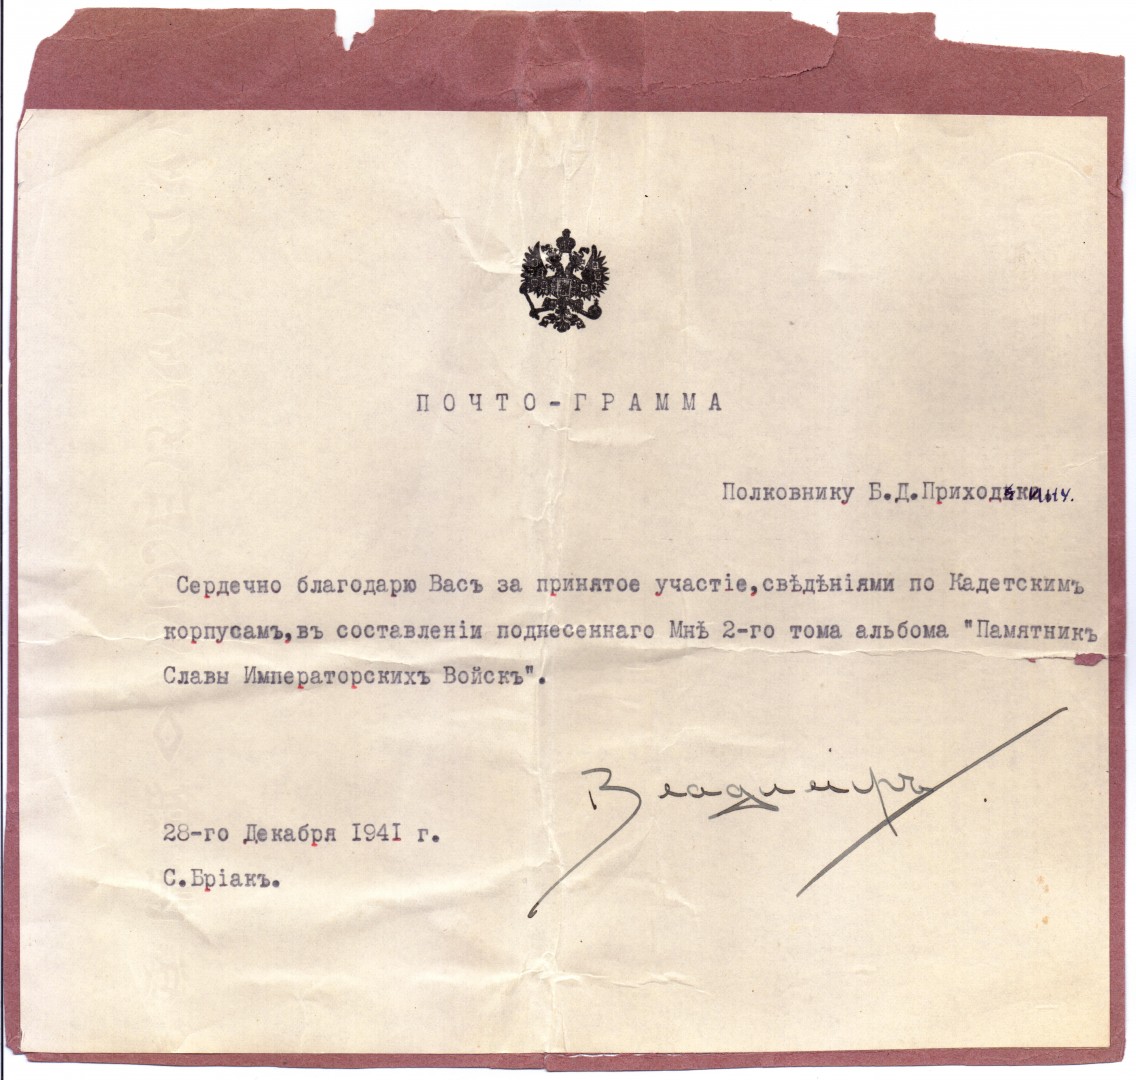 ПОЧТО-ГРАММА
Полковнику Б.Д.Приходькину.
Сердечно благодарю Васъ за принятое участіе,свѣдѣніями по Кадетскимъ
корпусамъ,въ составленіи поднесеннаго Мнѣ 2-го тома альбома "Памятникъ
Славы Императорскихъ Войскъ".
Владиміръ
28-го Декабря 1941 г.
С.Бріакъ.